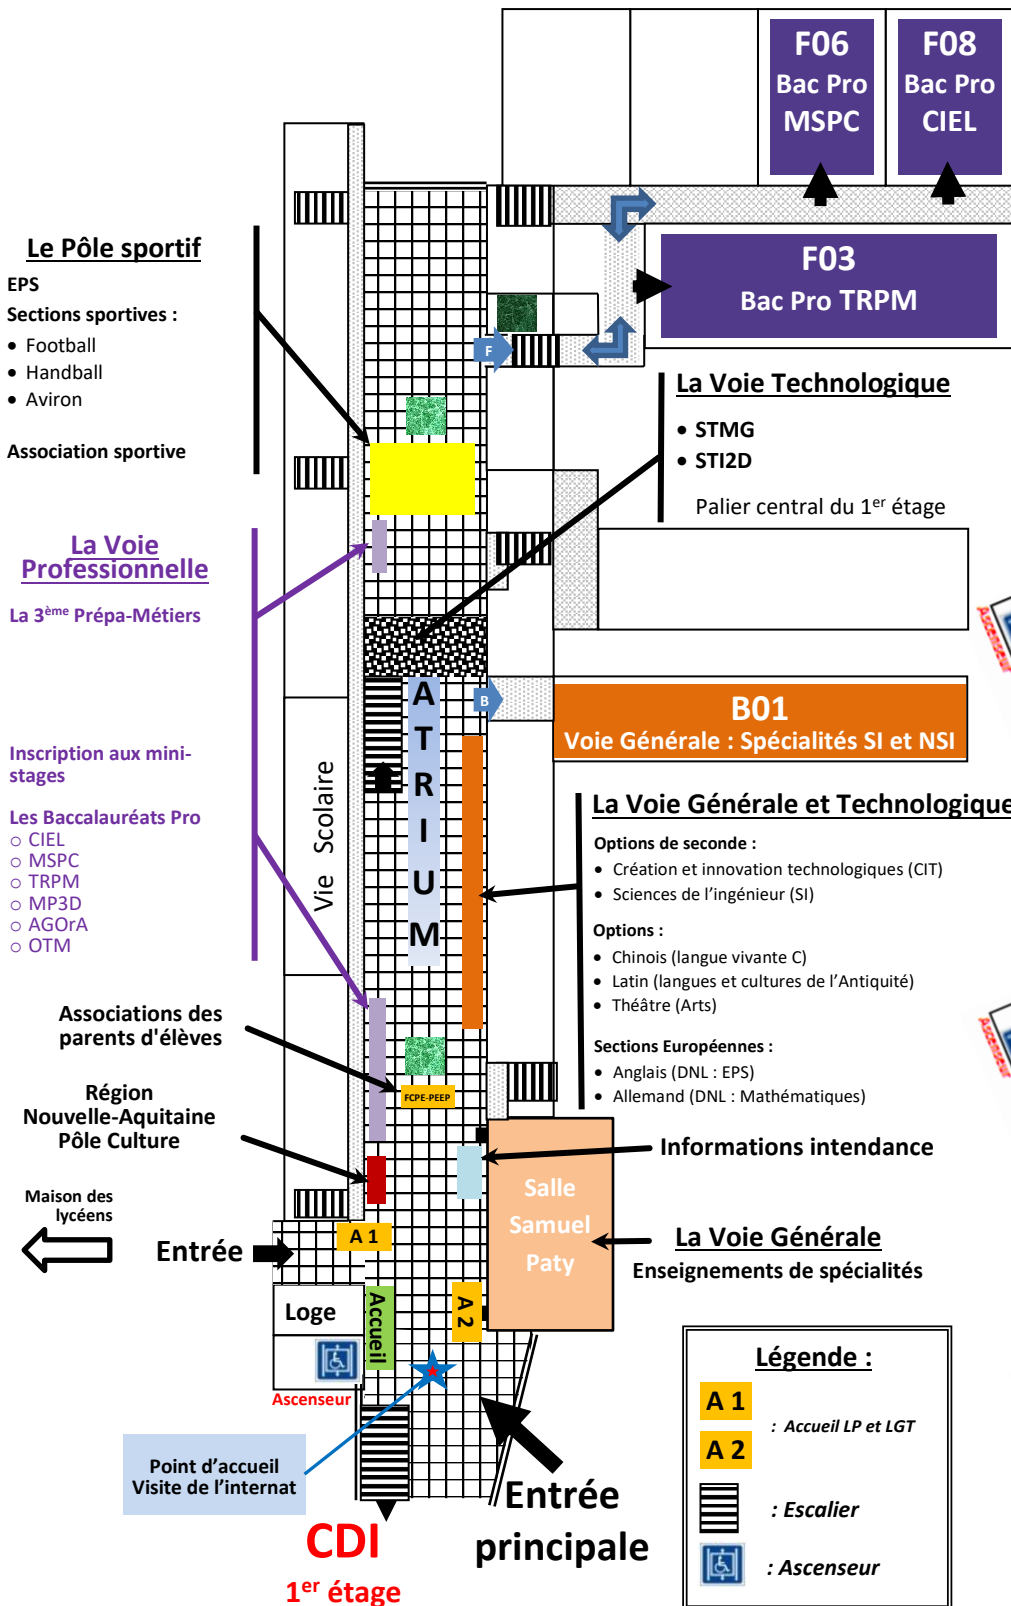 F06
Bac Pro
MSPC
F08
Bac Pro
CIEL
F03
Bac Pro TRPM
Le Pôle sportif
EPS
Sections sportives :
• Football
• Handball
• Aviron
Association sportive
F
La Voie Technologique
• STMG
• STI2D
Palier central du 1er étage
La Voie
Professionnelle
La 3ème Prépa-Métiers
Inscription aux mini-
stages
Les Baccalauréats Pro
○ CIEL
○ MSPC
○ TRPM
○ MP3D
○ AGOrA
○ OTM
Ascenseur
B
B01
Voie Générale : Spécialités SI et NSI
ATRIUM
Vie Scolaire
La Voie Générale et Technologique
Options de seconde :
• Création et innovation technologiques (CIT)
• Sciences de l'ingénieur (SI)
Options :
• Chinois (langue vivante C)
• Latin (langues et cultures de l'Antiquité)
• Théâtre (Arts)
Sections Européennes :
• Anglais (DNL : EPS)
• Allemand (DNL : Mathématiques)
Ascenseur
Associations des
parents d'élèves
FCPE-PEEP
Région
Nouvelle-Aquitaine
Pôle Culture
Informations intendance
Salle
Samuel
Paty
Maison des
lycéens
Entrée
A 1
La Voie Générale
Enseignements de spécialités
Loge
Accueil
A 2
Ascenseur
Point d'accueil
Visite de l'internat
Entrée
principale
CDI
1er étage
Légende :
A 1
: Accueil LP et LGT
A 2
: Escalier
: Ascenseur